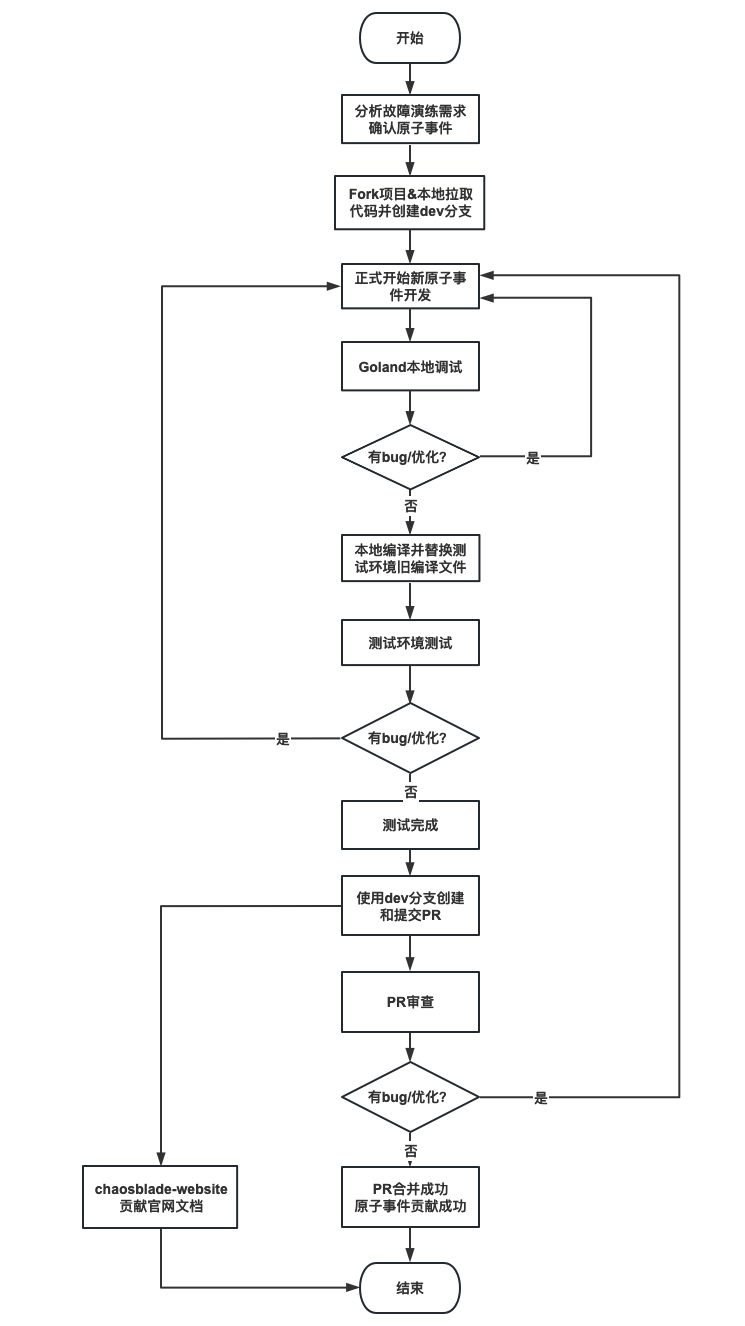 开始
分析故障演练需求
确认原子事件
Fork项目&本地拉取
代码并创建dev分支
正式开始新原子事
件开发
Goland本地调试
有bug/优化?
是
否
本地编译并替换测
试环境旧编译文件
测试环境测试
有bug/优化?
是
否
测试完成
使用dev分支创建
和提交PR
PR审查
有bug/优化?
是
否
chaosblade-website
贡献官网文档
PR合并成功
原子事件贡献成功
结束